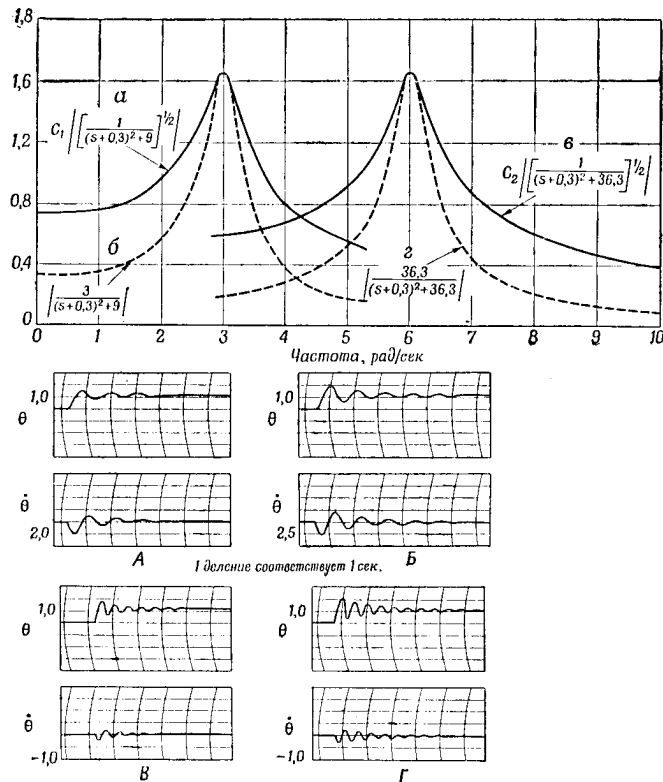 1,8
1,6
1,2
0,8
0,4
0
а
C₁ |[1/((s+0,3)²+9)]^½|
б
|3/((s+0,3)²+9)|
в
C₂ |[1/((s+0,3)²+36,3)]^½|
г
|36,3/((s+0,3)²+36,3)|
0 1 2 3 4 5 6 7 8 9 10
Частота, рад/сек
1,0
θ
1,0
θ
θ̇
2,0
θ̇
2,5
А
Б
1 деление соответствует 1 сек.
1,0
θ
1,0
θ
θ̇
-1,0
θ̇
-1,0
В
Г